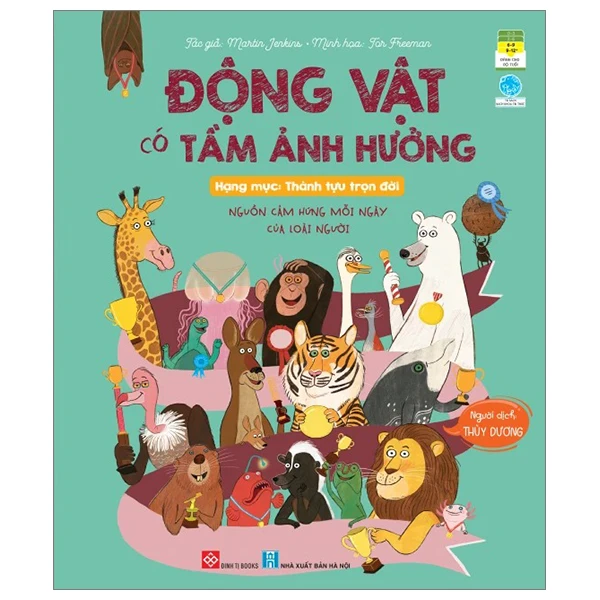 Tác giả: Martin Jenkins • Minh họa: Tor Freeman
ĐỘNG VẬT
CÓ TẦM ẢNH HƯỞNG
Hạng mục: Thành tựu trọn đời
NGUỒN CẢM HỨNG MỖI NGÀY
CỦA LOÀI NGƯỜI
Người dịch:
THÙY DƯƠNG
ĐINH TỊ BOOKS
NHÀ XUẤT BẢN HÀ NỘI